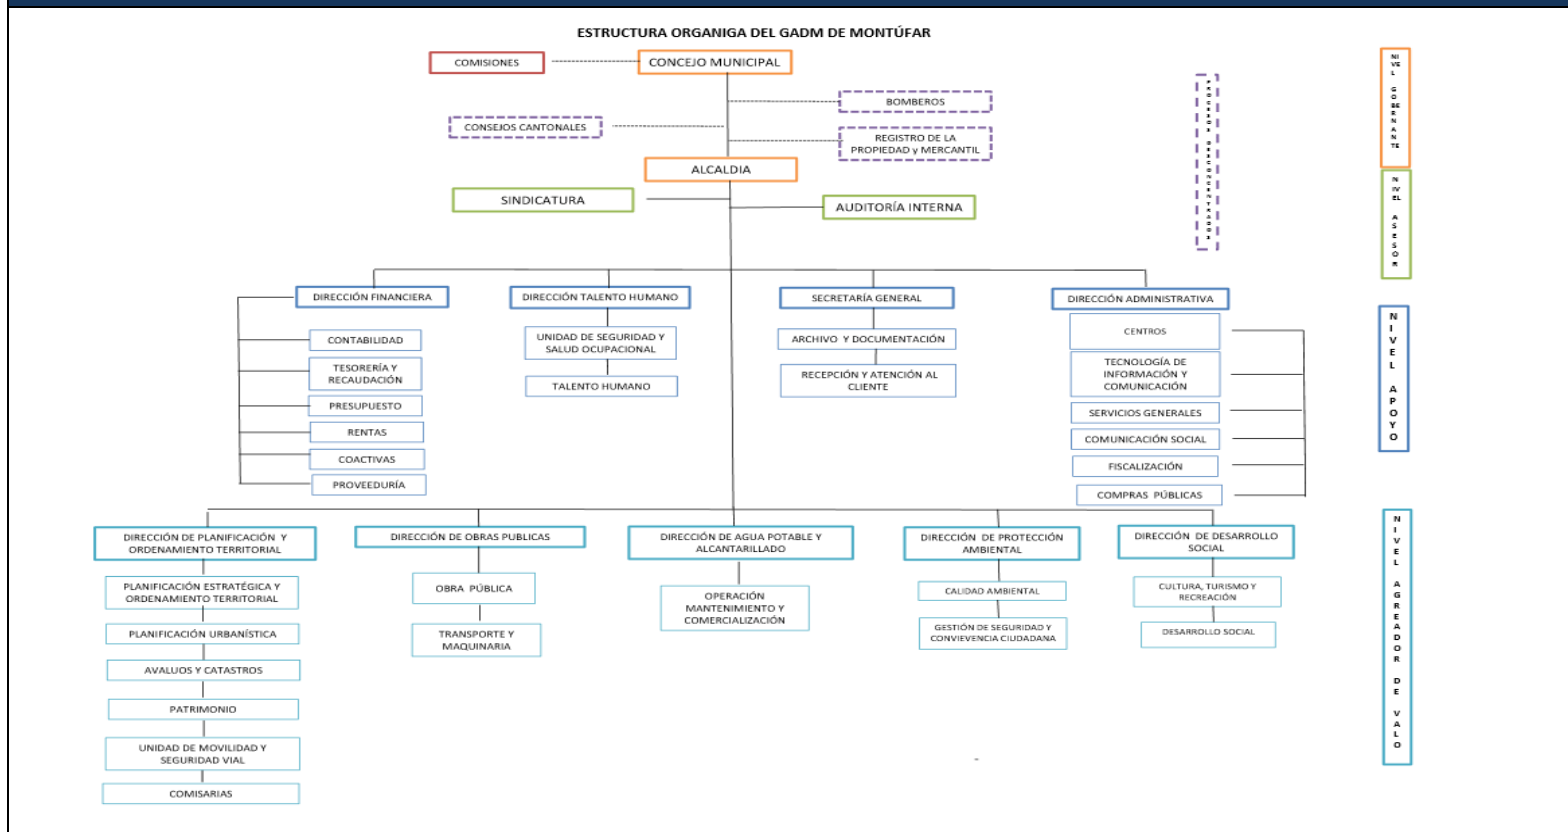 ESTRUCTURA ORGANIGA DEL GADM DE MONTÚFAR
COMISIONES
CONCEJO MUNICIPAL
BOMBEROS
CONSEJOS CANTONALES
REGISTRO DE LA
PROPIEDAD y MERCANTIL
ALCALDIA
SINDICATURA
AUDITORÍA INTERNA
PROCESOS DESCONCENTRADOS
NIVEL GOBERNANTE
NIVEL ASESOR
DIRECCIÓN FINANCIERA
DIRECCIÓN TALENTO HUMANO
SECRETARÍA GENERAL
DIRECCIÓN ADMINISTRATIVA
CONTABILIDAD
TESORERÍA Y
RECAUDACIÓN
PRESUPUESTO
RENTAS
COACTIVAS
PROVEEDURÍA
UNIDAD DE SEGURIDAD Y
SALUD OCUPACIONAL
TALENTO HUMANO
ARCHIVO Y DOCUMENTACIÓN
RECEPCIÓN Y ATENCIÓN AL
CLIENTE
CENTROS
TECNOLOGÍA DE
INFORMACIÓN Y
COMUNICACIÓN
SERVICIOS GENERALES
COMUNICACIÓN SOCIAL
FISCALIZACIÓN
COMPRAS PÚBLICAS
NIVEL APOYO
DIRECCIÓN DE PLANIFICACIÓN Y
ORDENAMIENTO TERRITORIAL
DIRECCIÓN DE OBRAS PUBLICAS
DIRECCIÓN DE AGUA POTABLE Y
ALCANTARILLADO
DIRECCIÓN DE PROTECCIÓN
AMBIENTAL
DIRECCIÓN DE DESARROLLO
SOCIAL
PLANIFICACIÓN ESTRATÉGICA Y
ORDENAMIENTO TERRITORIAL
PLANIFICACIÓN URBANÍSTICA
AVALUOS Y CATASTROS
PATRIMONIO
UNIDAD DE MOVILIDAD Y
SEGURIDAD VIAL
COMISARIAS
OBRA PÚBLICA
TRANSPORTE Y
MAQUINARIA
OPERACIÓN
MANTENIMIENTO Y
COMERCIALIZACIÓN
CALIDAD AMBIENTAL
GESTIÓN DE SEGURIDAD Y
CONVIEVENCIA CIUDADANA
CULTURA, TURISMO Y
RECREACIÓN
DESARROLLO SOCIAL
NIVEL AGREADOR DE VALO